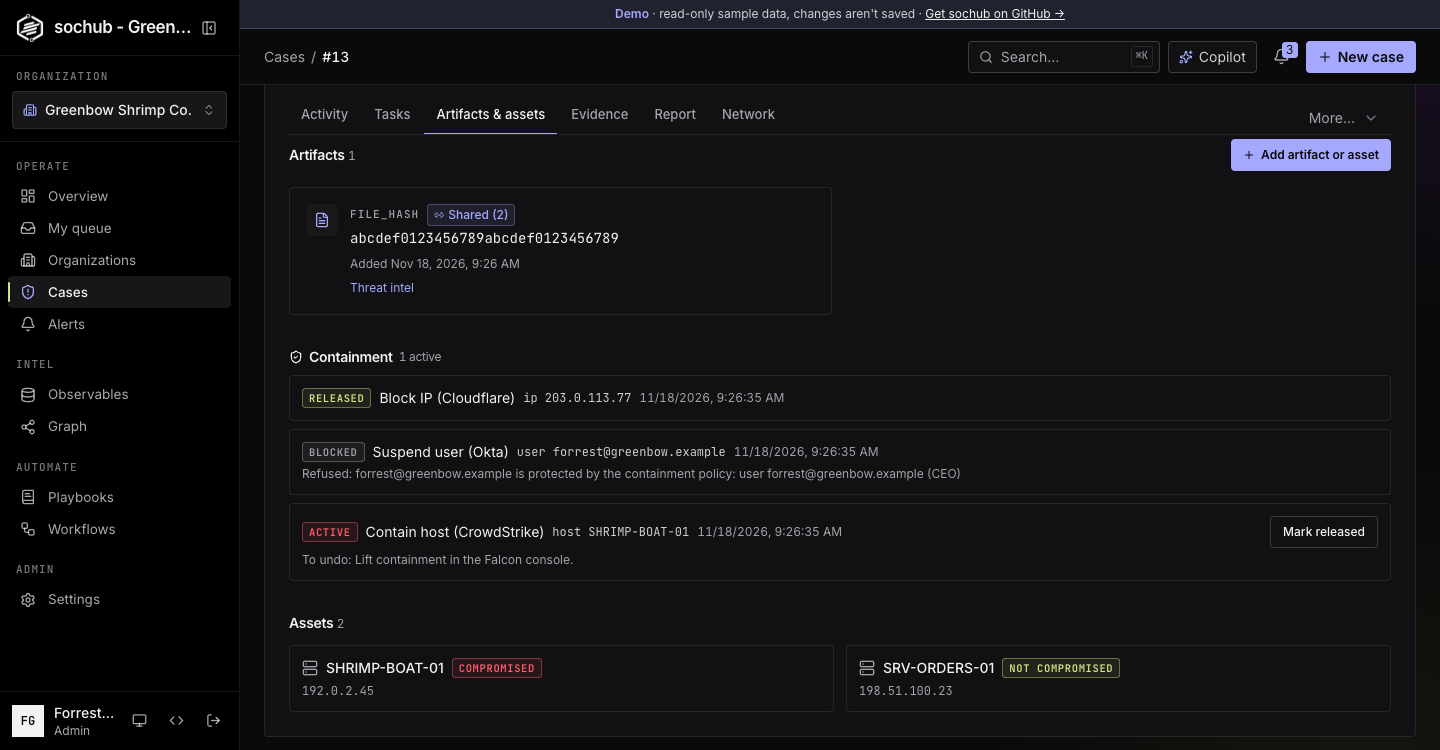 sochub - Green...
Demo · read-only sample data, changes aren't saved · Get sochub on GitHub →
Cases / #13
Search...
⌘K
Copilot
3
+ New case
ORGANIZATION
Greenbow Shrimp Co.
OPERATE
Overview
My queue
Organizations
Cases
Alerts
INTEL
Observables
Graph
AUTOMATE
Playbooks
Workflows
ADMIN
Settings
FG
Forrest...
Admin
Activity
Tasks
Artifacts & assets
Evidence
Report
Network
More...
Artifacts 1
+ Add artifact or asset
FILE_HASH
Shared (2)
abcdef0123456789abcdef0123456789
Added Nov 18, 2026, 9:26 AM
Threat intel
Containment 1 active
RELEASED Block IP (Cloudflare) ip 203.0.113.77 11/18/2026, 9:26:35 AM
BLOCKED Suspend user (Okta) user forrest@greenbow.example 11/18/2026, 9:26:35 AM
Refused: forrest@greenbow.example is protected by the containment policy: user forrest@greenbow.example (CEO)
ACTIVE Contain host (CrowdStrike) host SHRIMP-BOAT-01 11/18/2026, 9:26:35 AM
Mark released
To undo: Lift containment in the Falcon console.
Assets 2
SHRIMP-BOAT-01 COMPROMISED
192.0.2.45
SRV-ORDERS-01 NOT COMPROMISED
198.51.100.23